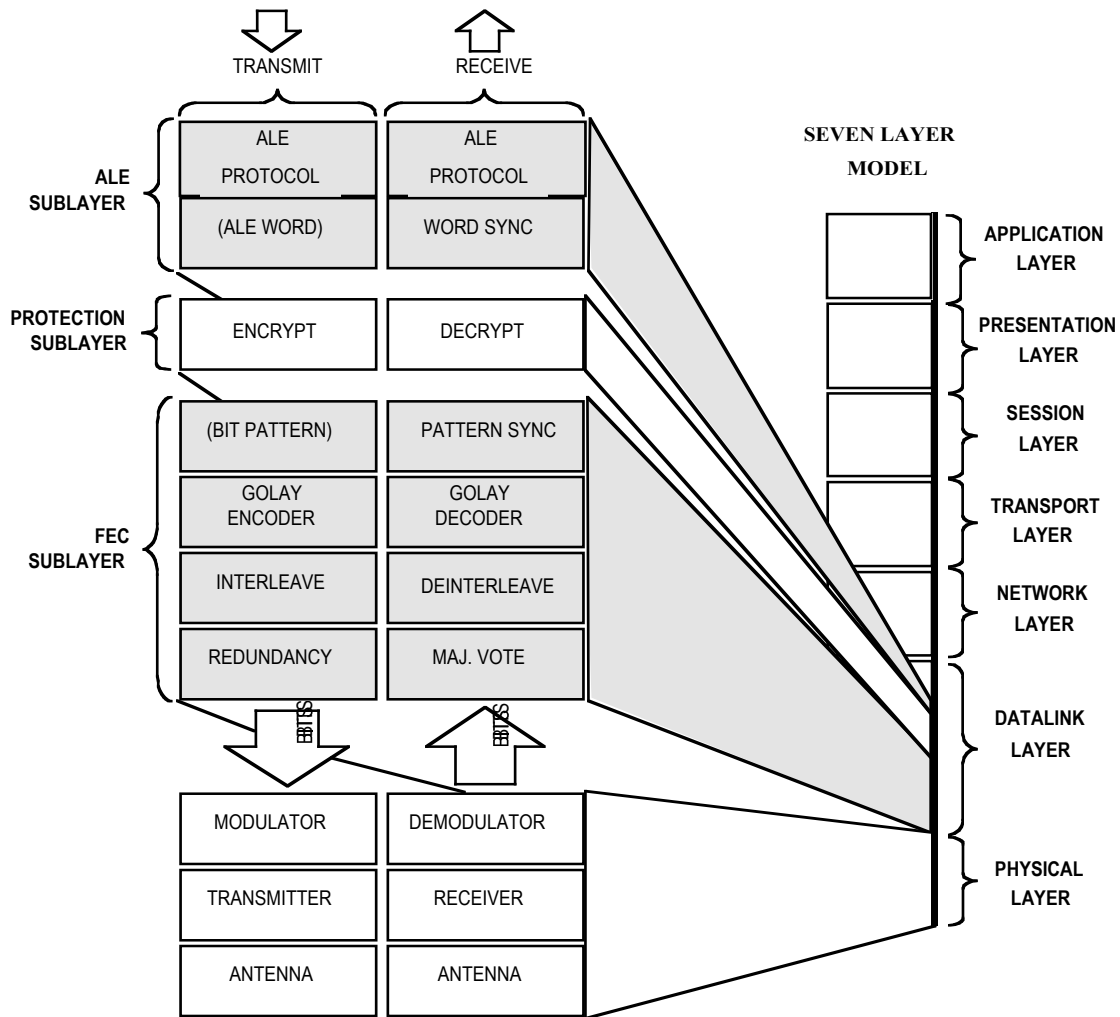 TRANSMIT
RECEIVE
SEVEN LAYER
MODEL
ALE
SUBLAYER
ALE
PROTOCOL
(ALE WORD)
ALE
PROTOCOL
WORD SYNC
PROTECTION
SUBLAYER
ENCRYPT
DECRYPT
FEC
SUBLAYER
(BIT PATTERN)
PATTERN SYNC
GOLAY
ENCODER
GOLAY
DECODER
INTERLEAVE
DEINTERLEAVE
REDUNDANCY
MAJ. VOTE
MODULATOR
DEMODULATOR
TRANSMITTER
RECEIVER
ANTENNA
ANTENNA
APPLICATION
LAYER
PRESENTATION
LAYER
SESSION
LAYER
TRANSPORT
LAYER
NETWORK
LAYER
DATALINK
LAYER
PHYSICAL
LAYER